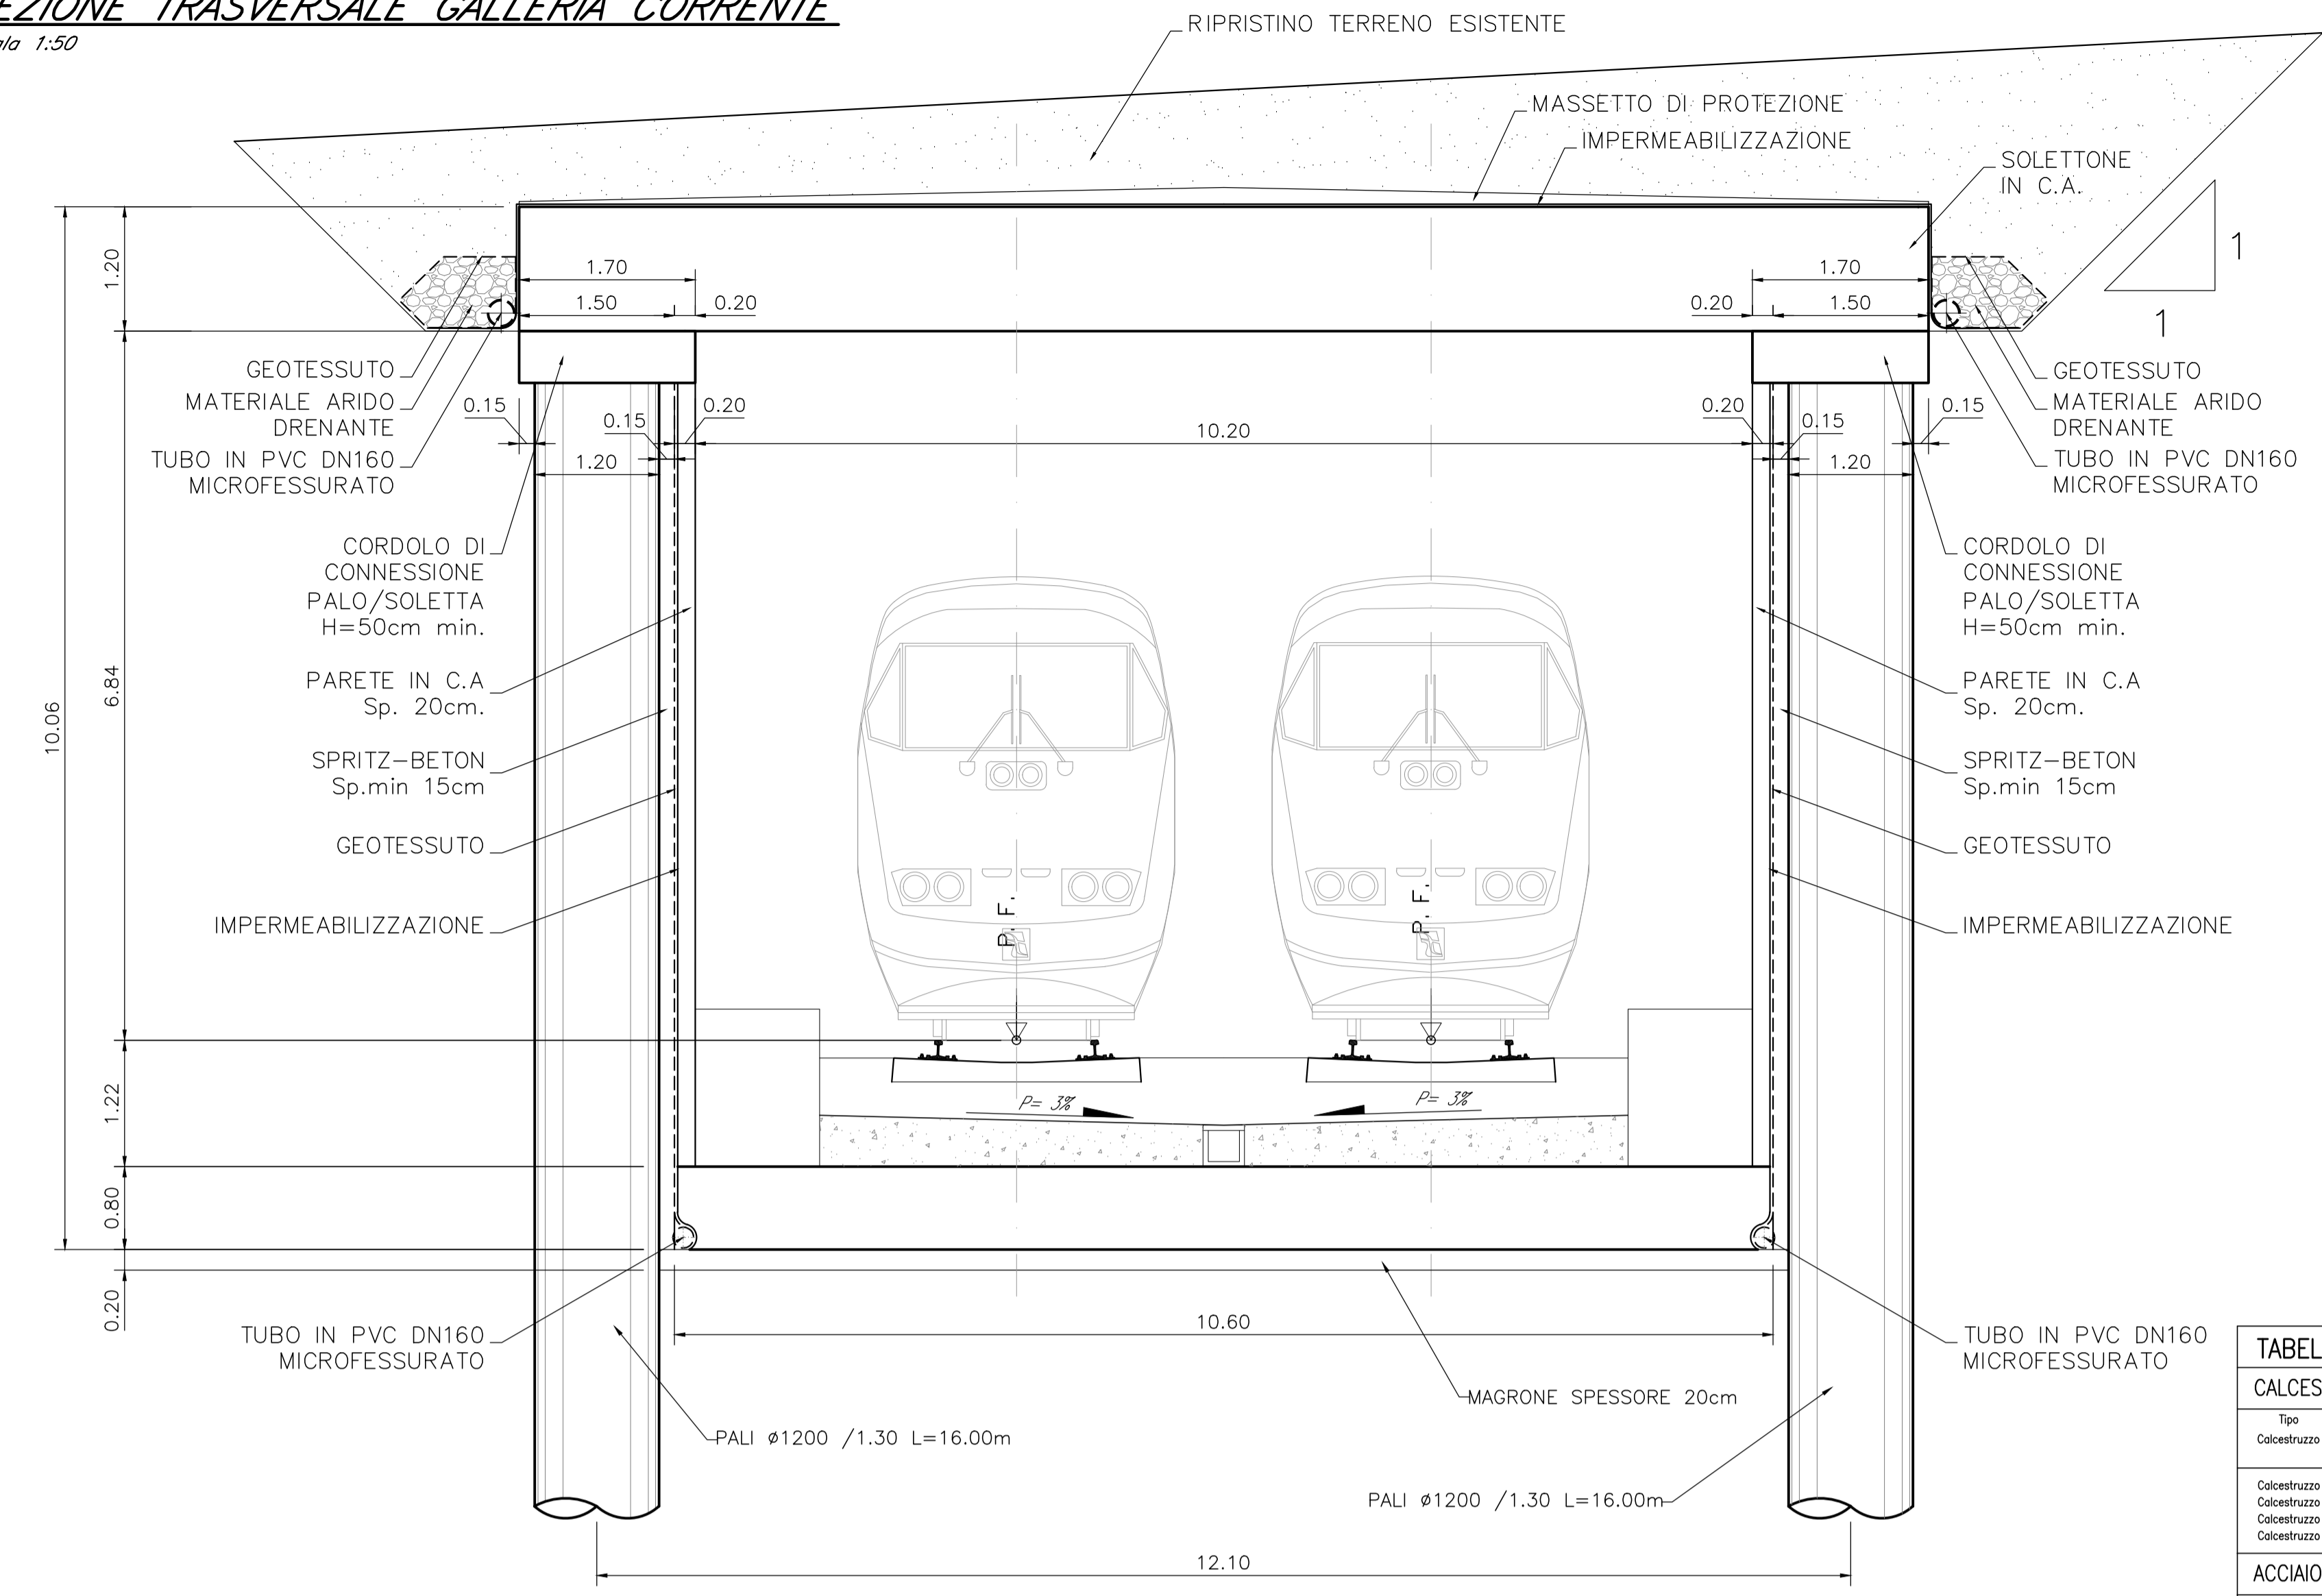 EZIONE TRASVERSALE GALLERIA CORRENTE
ala 1:50
RIPRISTINO TERRENO ESISTENTE
MASSETTO DI PROTEZIONE
IMPERMEABILIZZAZIONE
SOLETTONE
IN C.A.
1
1
1.20
1.70
1.50
0.20
1.70
0.20
1.50
GEOTESSUTO
MATERIALE ARIDO
DRENANTE
TUBO IN PVC DN160
MICROFESSURATO
0.15
0.15
0.20
1.20
10.20
0.20
0.15
0.15
1.20
GEOTESSUTO
MATERIALE ARIDO
DRENANTE
TUBO IN PVC DN160
MICROFESSURATO
CORDOLO DI
CONNESSIONE
PALO/SOLETTA
H=50cm min.
PARETE IN C.A
Sp. 20cm.
SPRITZ-BETON
Sp.min 15cm
GEOTESSUTO
IMPERMEABILIZZAZIONE
CORDOLO DI
CONNESSIONE
PALO/SOLETTA
H=50cm min.
PARETE IN C.A
Sp. 20cm.
SPRITZ-BETON
Sp.min 15cm
GEOTESSUTO
IMPERMEABILIZZAZIONE
10.06
6.84
1.22
0.80
0.20
P. F.
P. F.
P= 3%
P= 3%
TUBO IN PVC DN160
MICROFESSURATO
10.60
TUBO IN PVC DN160
MICROFESSURATO
MAGRONE SPESSORE 20cm
PALI ø1200 /1.30 L=16.00m
PALI ø1200 /1.30 L=16.00m
12.10
TABEL
CALCES
Tipo
Calcestruzzo
Calcestruzzo
Calcestruzzo
Calcestruzzo
Calcestruzzo
ACCIAIO